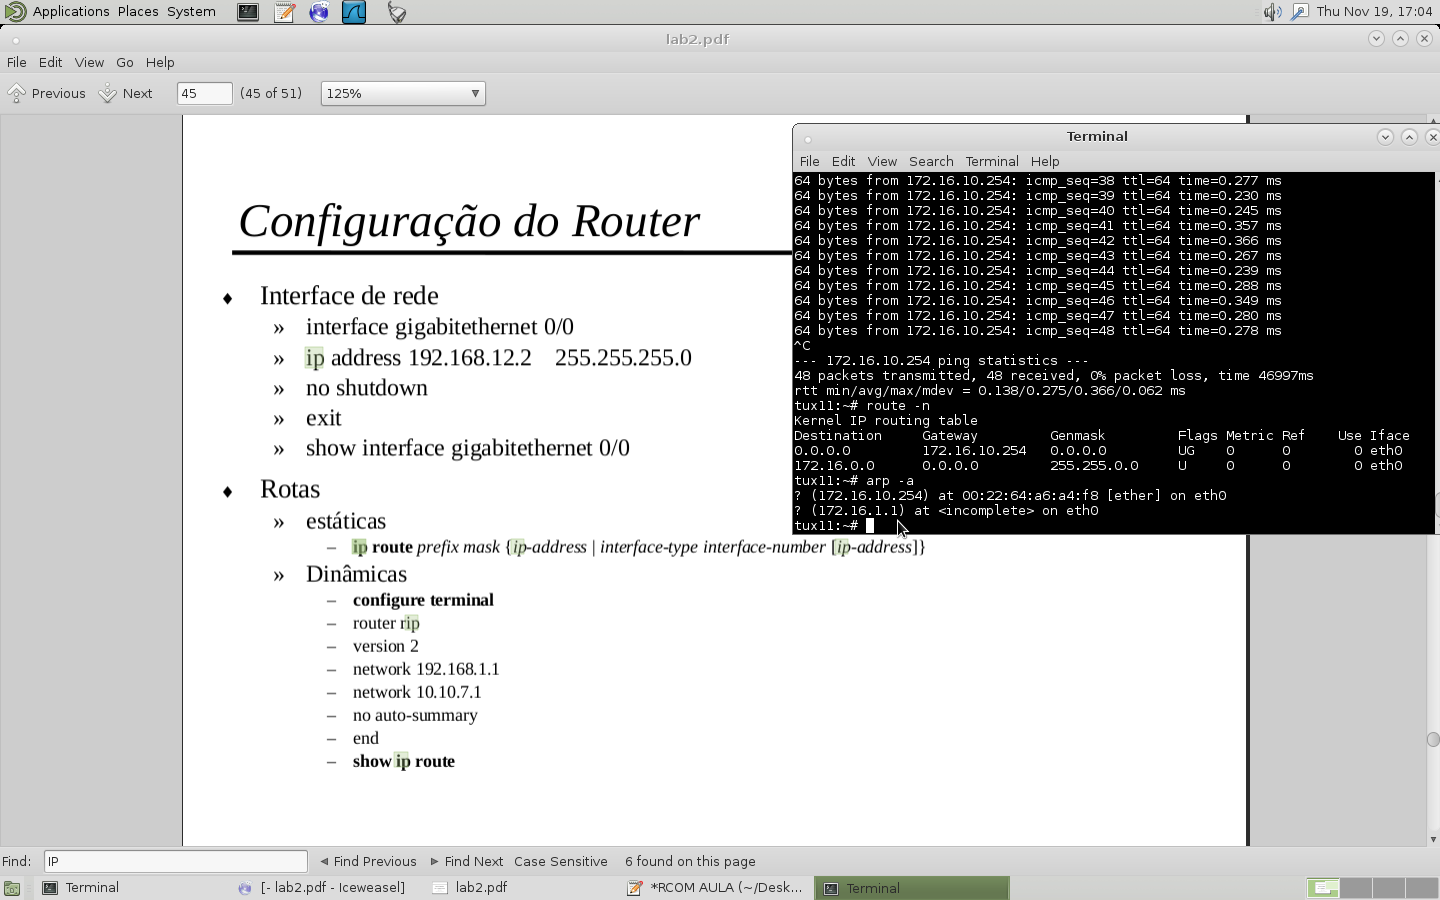 Applications Places System
Thu Nov 19, 17:04
lab2.pdf
File Edit View Go Help
Previous Next 45 (45 of 51) 125%
Configuração do Router
Interface de rede
» interface gigabitethernet 0/0
» ip address 192.168.12.2 255.255.255.0
» no shutdown
» exit
» show interface gigabitethernet 0/0
Rotas
» estáticas
– ip route prefix mask {ip-address | interface-type interface-number [ip-address]}
» Dinâmicas
– configure terminal
– router rip
– version 2
– network 192.168.1.1
– network 10.10.7.1
– no auto-summary
– end
– show ip route
Terminal
File Edit View Search Terminal Help
64 bytes from 172.16.10.254: icmp_seq=38 ttl=64 time=0.277 ms
64 bytes from 172.16.10.254: icmp_seq=39 ttl=64 time=0.230 ms
64 bytes from 172.16.10.254: icmp_seq=40 ttl=64 time=0.245 ms
64 bytes from 172.16.10.254: icmp_seq=41 ttl=64 time=0.357 ms
64 bytes from 172.16.10.254: icmp_seq=42 ttl=64 time=0.366 ms
64 bytes from 172.16.10.254: icmp_seq=43 ttl=64 time=0.267 ms
64 bytes from 172.16.10.254: icmp_seq=44 ttl=64 time=0.239 ms
64 bytes from 172.16.10.254: icmp_seq=45 ttl=64 time=0.288 ms
64 bytes from 172.16.10.254: icmp_seq=46 ttl=64 time=0.349 ms
64 bytes from 172.16.10.254: icmp_seq=47 ttl=64 time=0.280 ms
64 bytes from 172.16.10.254: icmp_seq=48 ttl=64 time=0.278 ms
^C
--- 172.16.10.254 ping statistics ---
48 packets transmitted, 48 received, 0% packet loss, time 46997ms
rtt min/avg/max/mdev = 0.138/0.275/0.366/0.062 ms
tux11:~# route -n
Kernel IP routing table
Destination Gateway Genmask Flags Metric Ref Use Iface
0.0.0.0 172.16.10.254 0.0.0.0 UG 0 0 0 eth0
172.16.0.0 0.0.0.0 255.255.0.0 U 0 0 0 eth0
tux11:~# arp -a
? (172.16.10.254) at 00:22:64:a6:a4:f8 [ether] on eth0
? (172.16.1.1) at <incomplete> on eth0
tux11:~#
Find: IP Find Previous Find Next Case Sensitive 6 found on this page
Terminal [- lab2.pdf - Iceweasel] lab2.pdf *RCOM AULA (~/Desk... Terminal